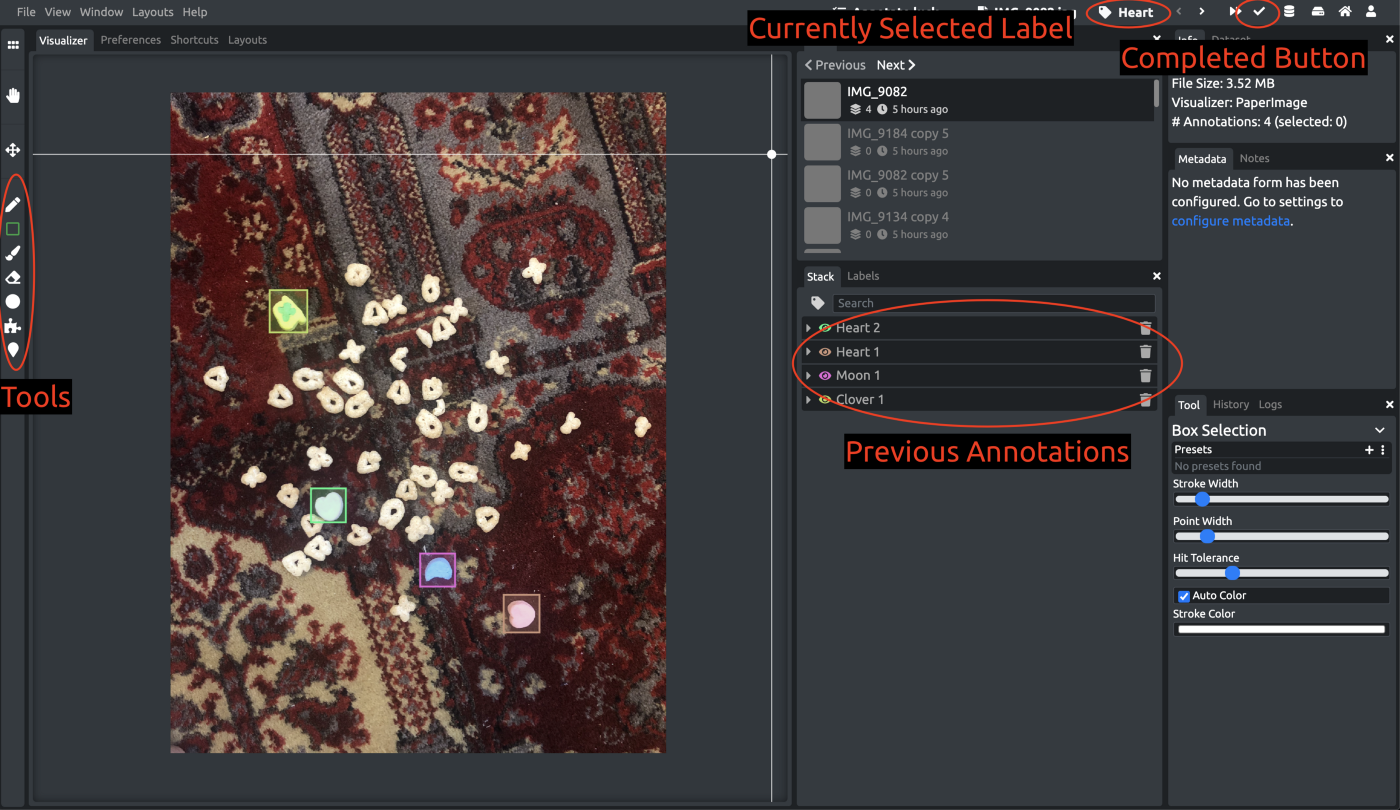 File View Window Layouts Help
Heart
Currently Selected Label
Completed Button
Tools
Previous Annotations
Visualizer Preferences Shortcuts Layouts
Previous Next
IMG_9082
4 5 hours ago
IMG_9184 copy 5
0 5 hours ago
IMG_9082 copy 5
0 5 hours ago
IMG_9134 copy 4
0 5 hours ago
Stack Labels
Search
Heart 2
Heart 1
Moon 1
Clover 1
Info Dataset
File Size: 3.52 MB
Visualizer: PaperImage
# Annotations: 4 (selected: 0)
Metadata Notes
No metadata form has been
configured. Go to settings to
configure metadata.
Tool History Logs
Box Selection
Presets
No presets found
Stroke Width
Point Width
Hit Tolerance
Auto Color
Stroke Color